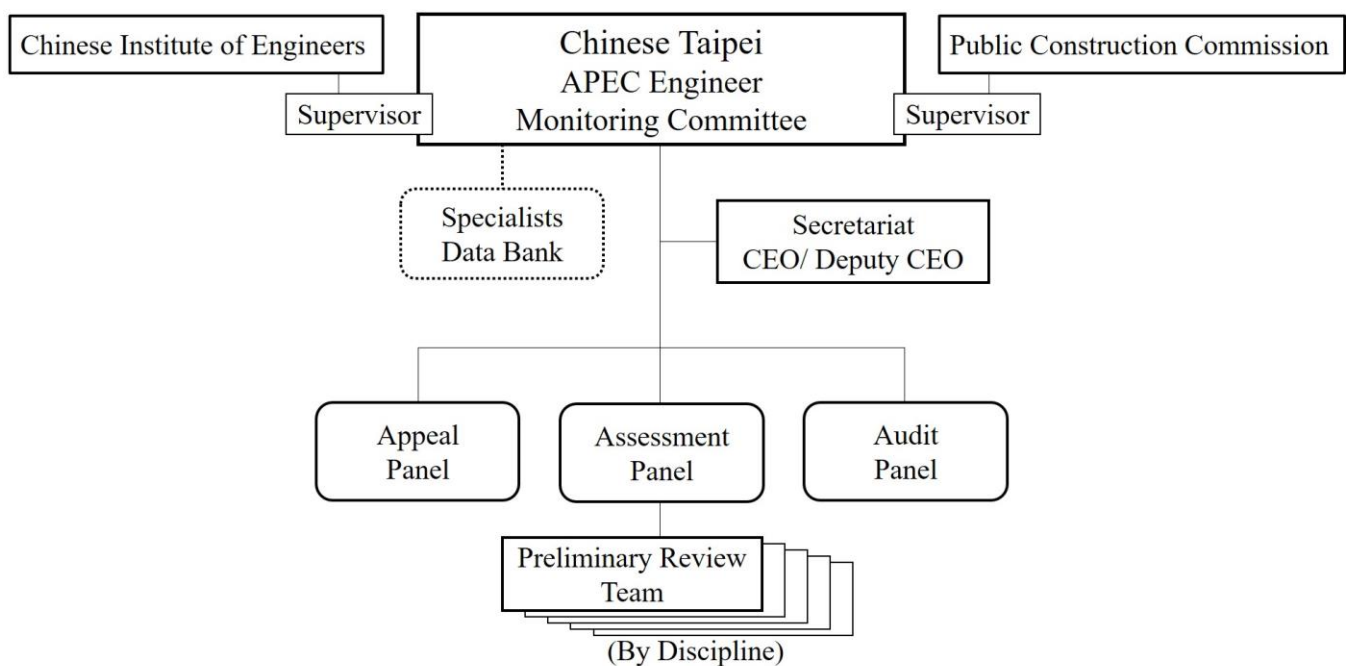 Chinese Institute of Engineers
Supervisor
Chinese Taipei
APEC Engineer
Monitoring Committee
Public Construction Commission
Supervisor
Specialists
Data Bank
Secretariat
CEO/ Deputy CEO
Appeal
Panel
Assessment
Panel
Audit
Panel
Preliminary Review
Team
(By Discipline)